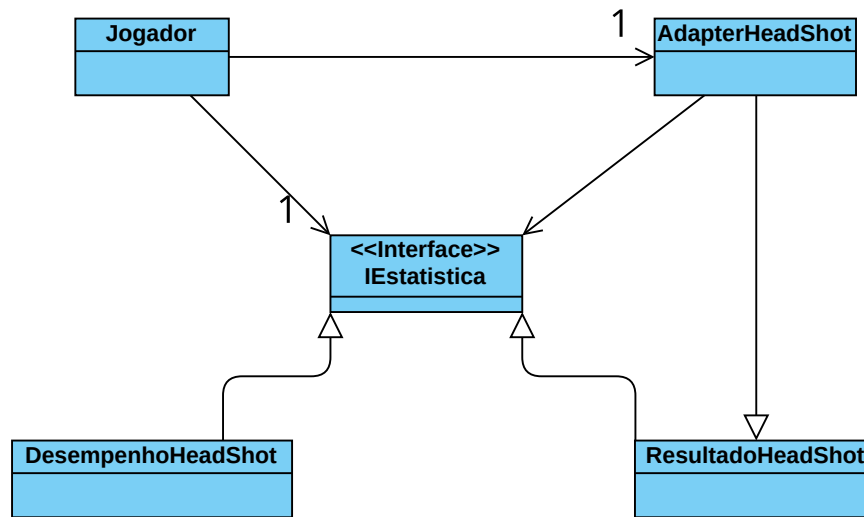 Jogador
1
AdapterHeadShot
1
<<Interface>>
IEstatistica
DesempenhoHeadShot
ResultadoHeadShot